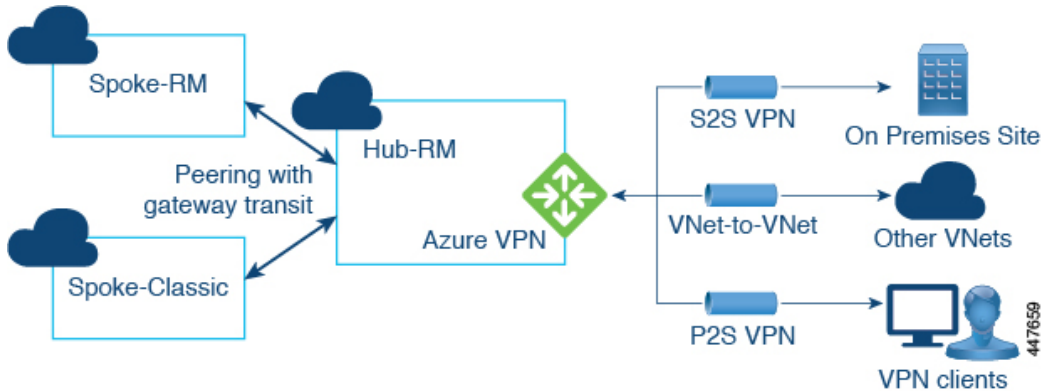 Spoke-RM
Peering with
gateway transit
Spoke-Classic
Hub-RM
Azure VPN
S2S VPN
On Premises Site
VNet-to-VNet
Other VNets
P2S VPN
VPN clients
447659